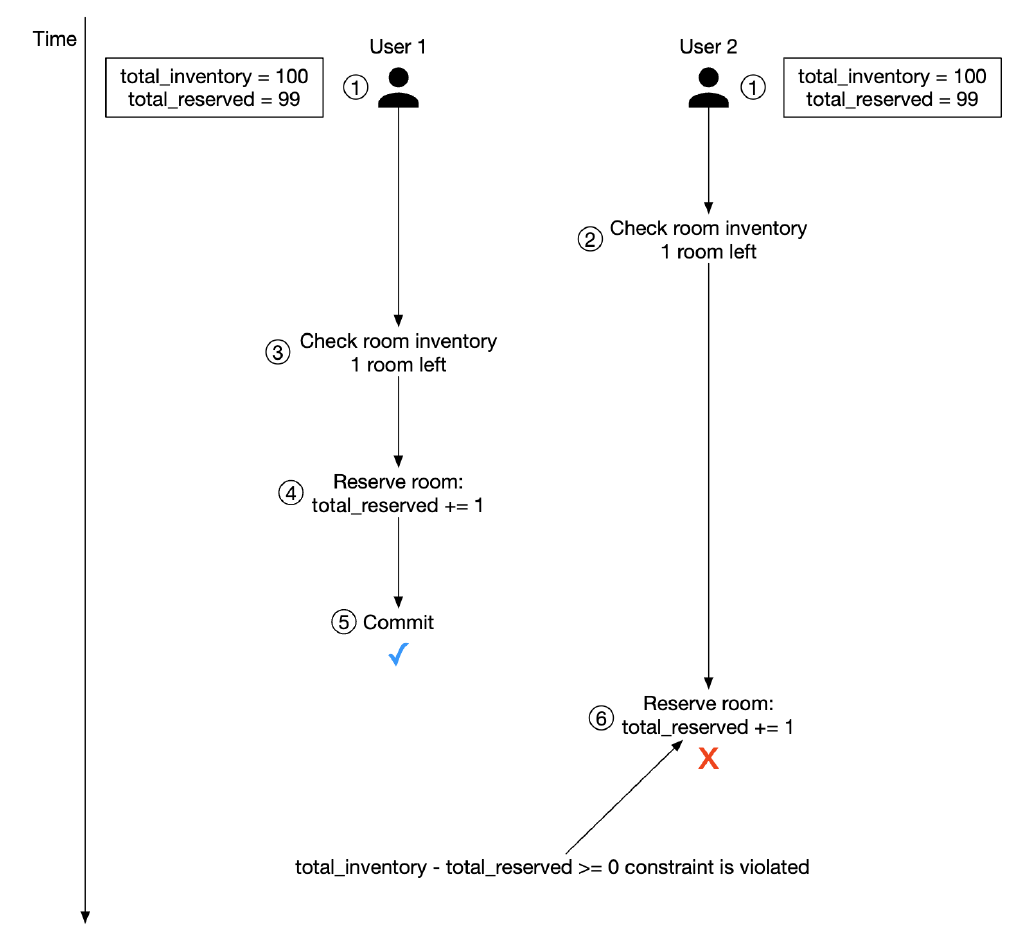 Time
User 1
User 2
total_inventory = 100
total_reserved = 99
1
1
total_inventory = 100
total_reserved = 99
2
Check room inventory
1 room left
3
Check room inventory
1 room left
4
Reserve room:
total_reserved += 1
5 Commit
6
Reserve room:
total_reserved += 1
X
total_inventory - total_reserved >= 0 constraint is violated